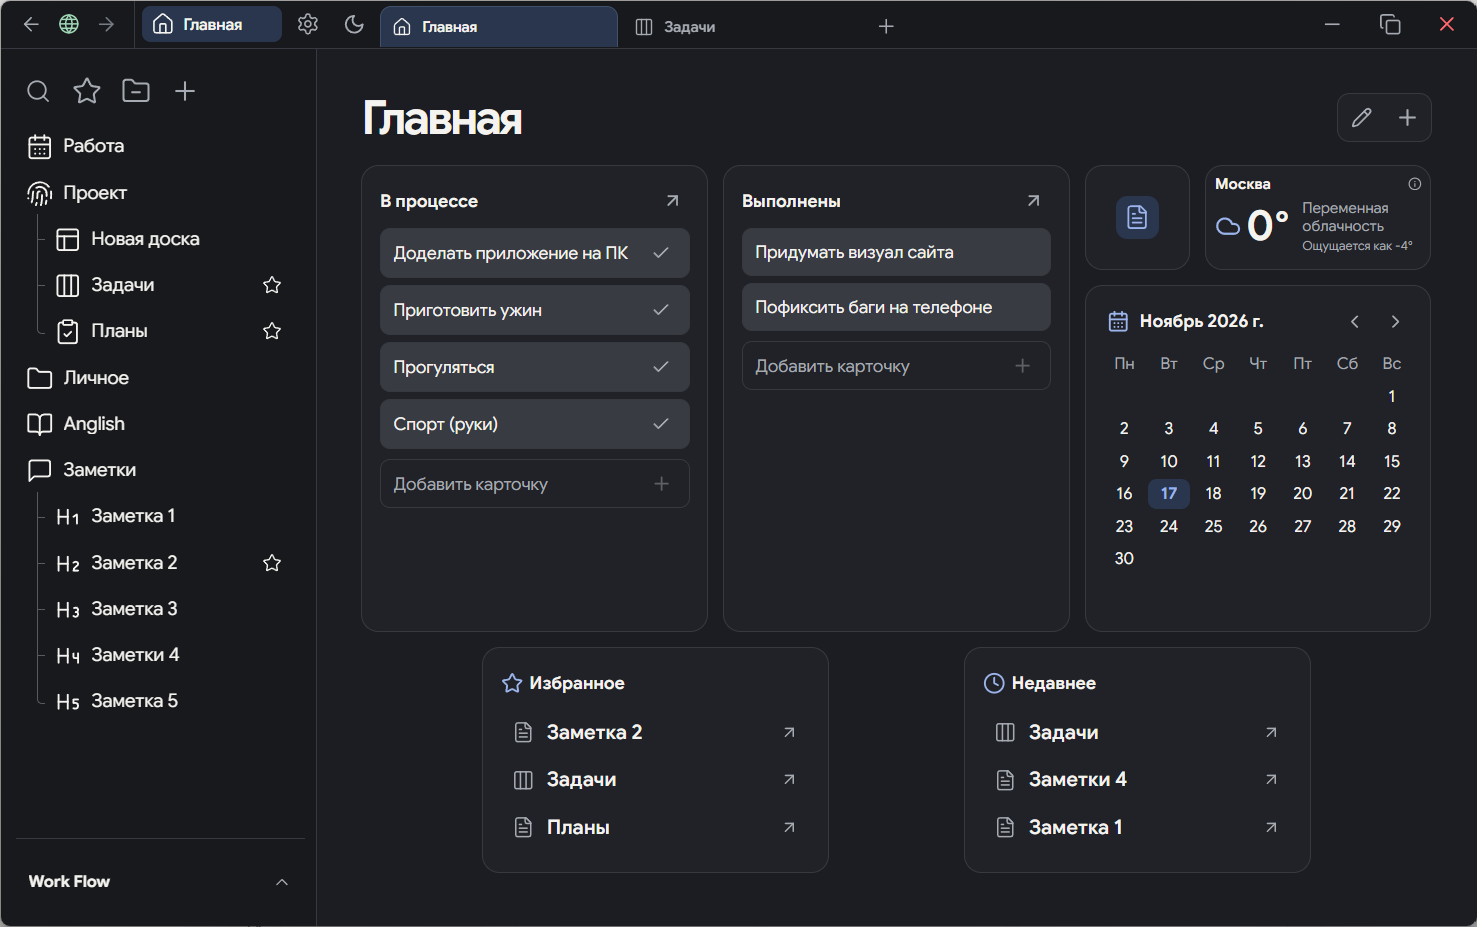 Главная
Главная
Задачи
Работа
Проект
Новая доска
Задачи
Планы
Личное
Anglish
Заметки
H1 Заметка 1
H2 Заметка 2
H3 Заметка 3
H4 Заметки 4
H5 Заметка 5
Work Flow
Главная
В процессе
Доделать приложение на ПК
Приготовить ужин
Прогуляться
Спорт (руки)
Добавить карточку
Выполнены
Придумать визуал сайта
Пофиксить баги на телефоне
Добавить карточку
Москва
0°
Переменная
облачность
Ощущается как -4°
Ноябрь 2026 г.
Пн Вт Ср Чт Пт Сб Вс
1
2 3 4 5 6 7 8
9 10 11 12 13 14 15
16 17 18 19 20 21 22
23 24 25 26 27 28 29
30
Избранное
Заметка 2
Задачи
Планы
Недавнее
Задачи
Заметки 4
Заметка 1